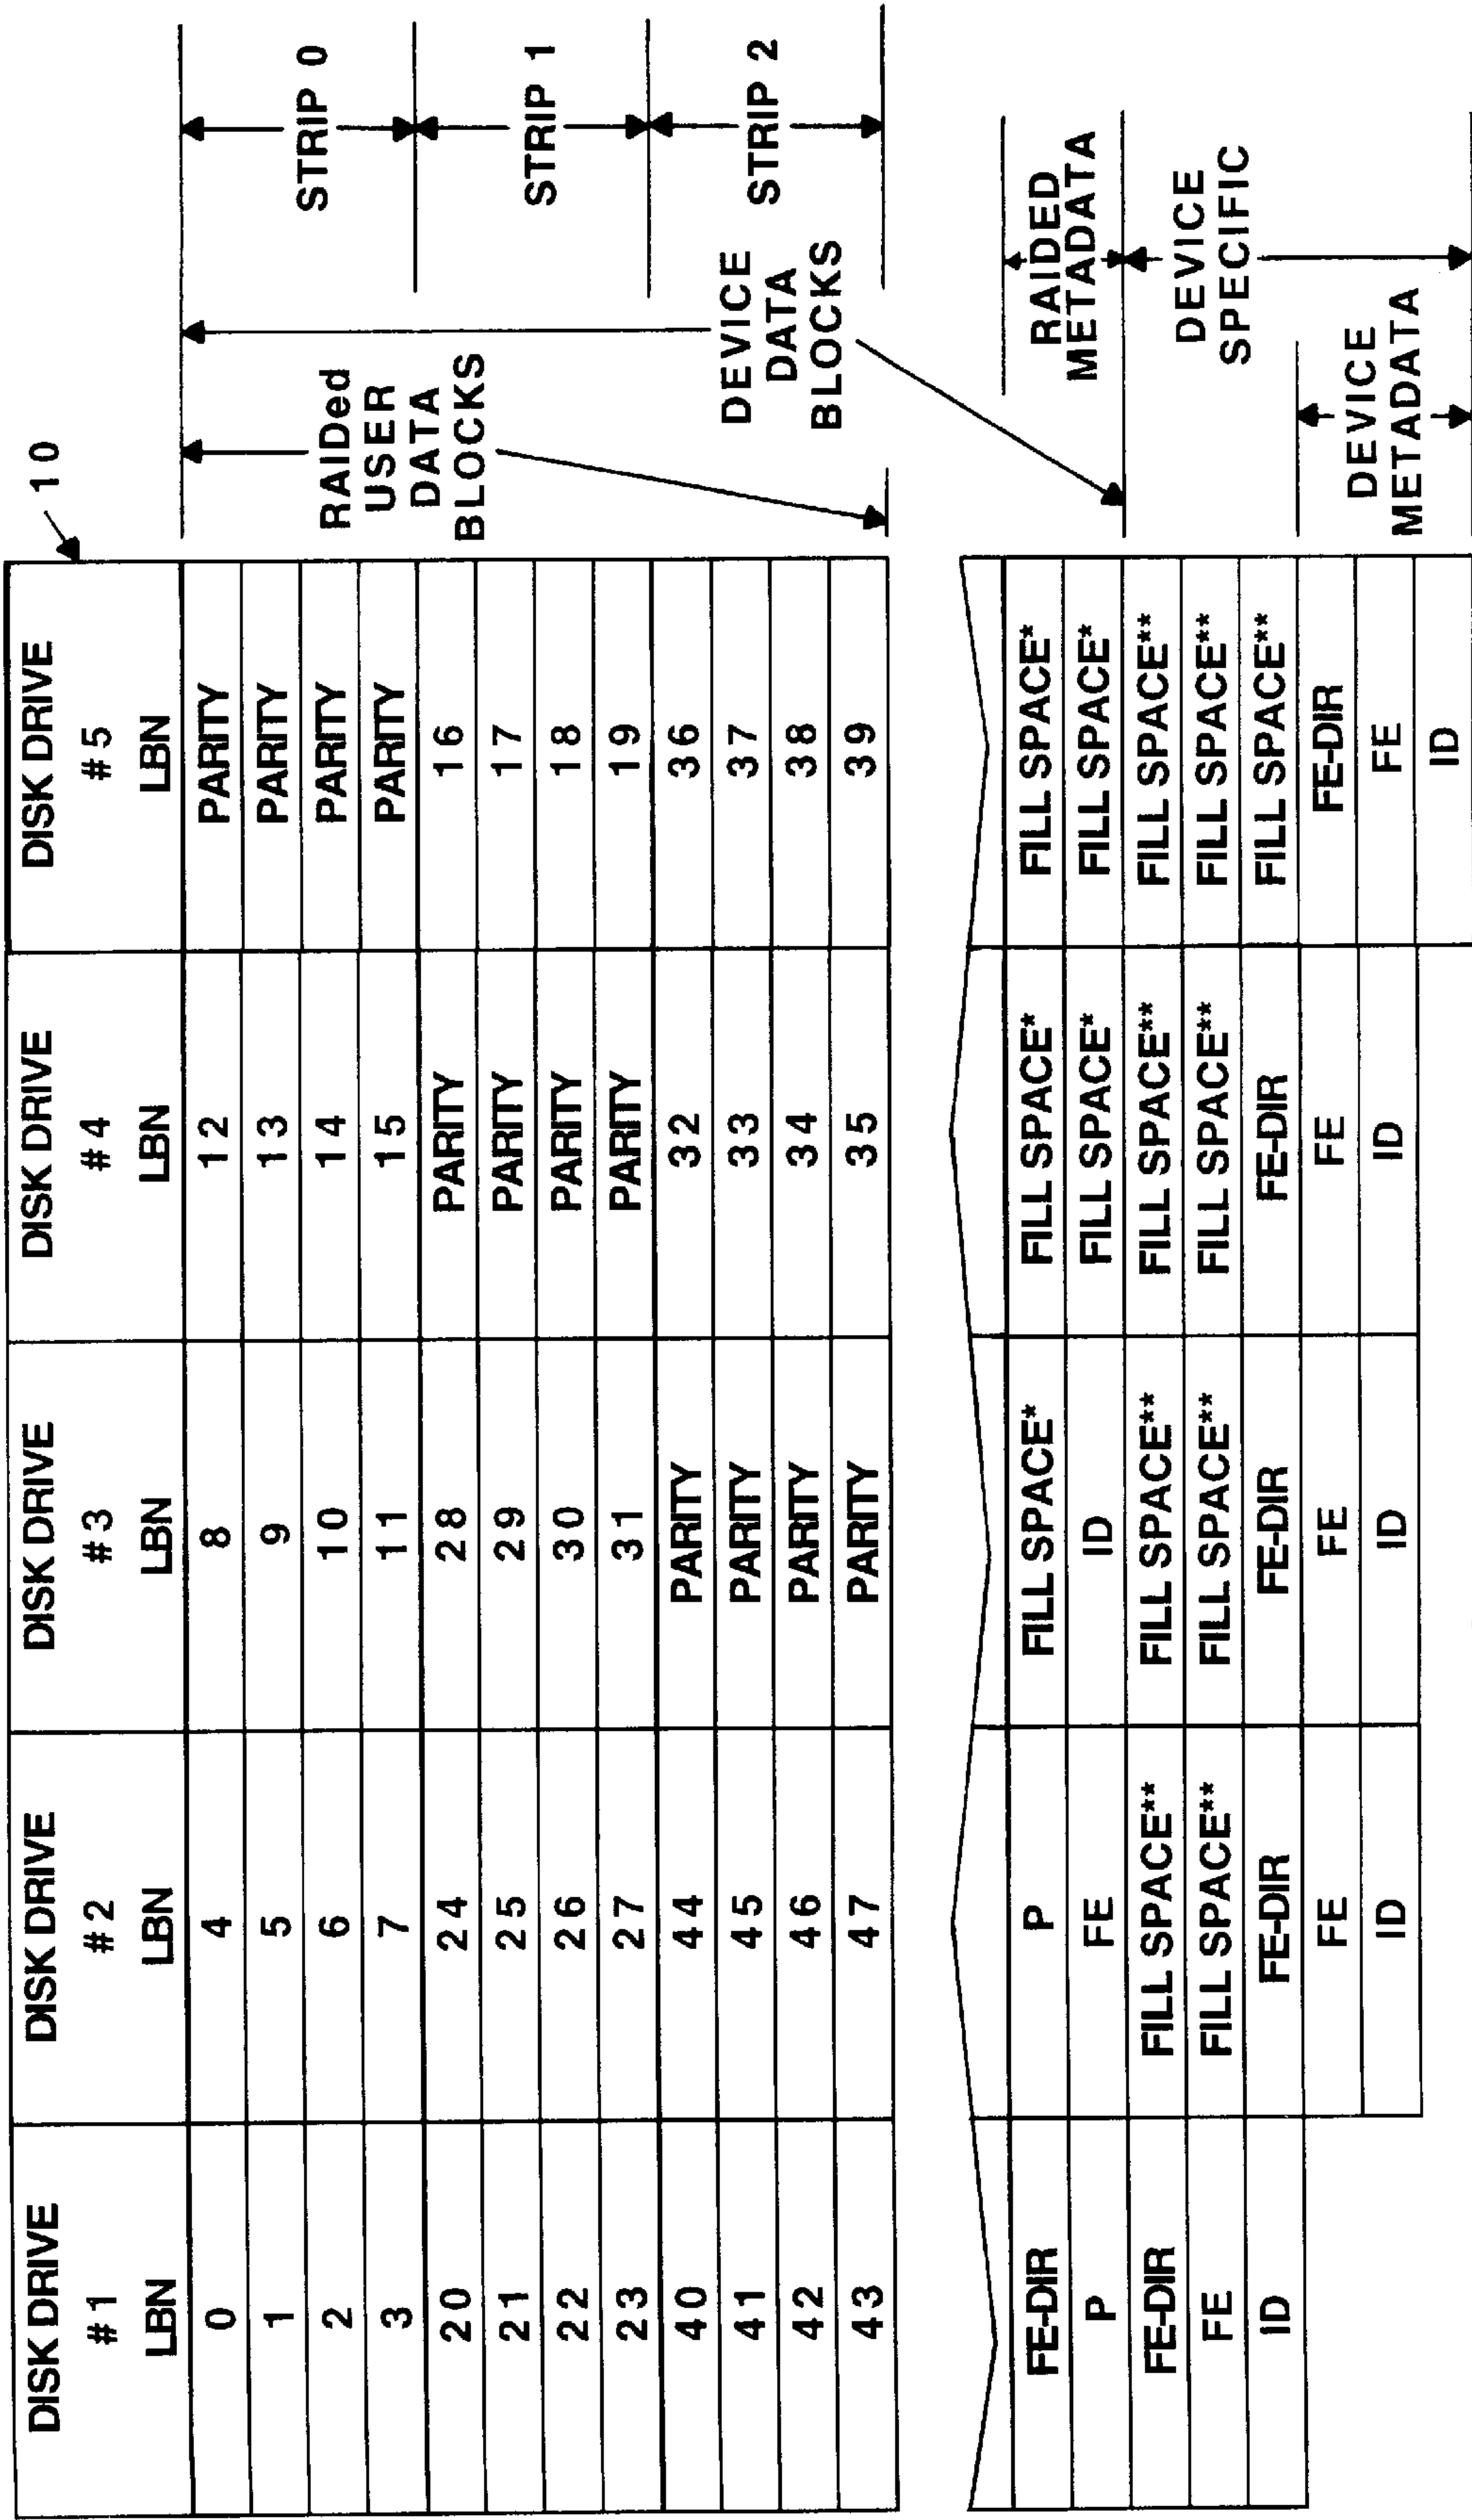 10
DISK DRIVE DISK DRIVE DISK DRIVE DISK DRIVE DISK DRIVE
#1 #2 #3 #4 #5
LBN LBN LBN LBN LBN
0 4 8 12 PARITY
1 5 9 13 PARITY
2 6 10 14 PARITY
3 7 11 15 PARITY
20 24 28 PARITY 16
21 25 29 PARITY 17
22 26 30 PARITY 18
23 27 31 PARITY 19
40 44 PARITY 32 36
41 45 PARITY 33 37
42 46 PARITY 34 38
43 47 PARITY 35 39
RAIDed
USER
DATA
BLOCKS
STRIP 0
STRIP 1
STRIP 2
DEVICE
DATA
BLOCKS
FE-DIR P FILL SPACE* FILL SPACE* FILL SPACE*
P FE ID FILL SPACE* FILL SPACE*
FE-DIR FILL SPACE** FILL SPACE** FILL SPACE** FILL SPACE**
FE FILL SPACE** FILL SPACE** FILL SPACE** FILL SPACE**
ID FE-DIR FE-DIR FE-DIR FILL SPACE**
FE FE FE FE-DIR
ID ID ID FE
ID
RAIDED
METADATA
DEVICE
SPECIFIC
DEVICE
METADATA